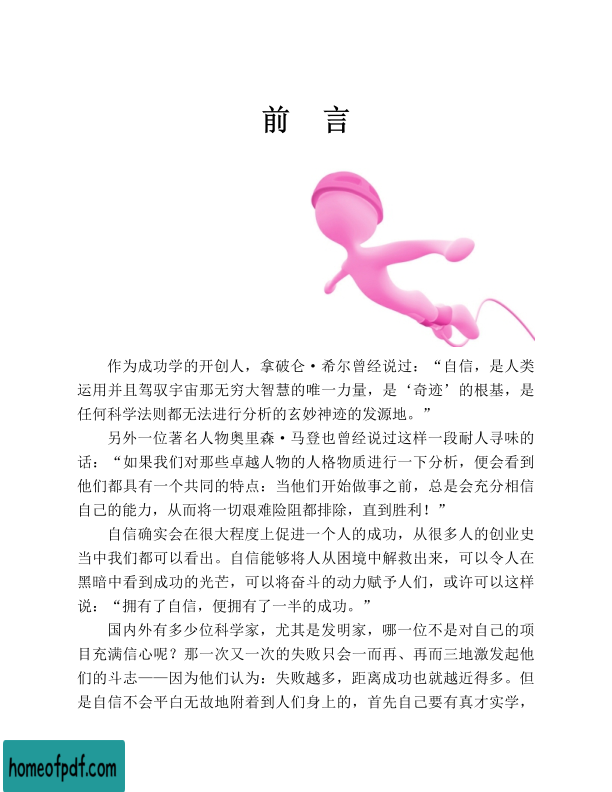 前 言
作为成功学的开创人，拿破仑·希尔曾经说过：“自信，是人类
运用并且驾驭宇宙那无穷大智慧的唯一力量，是‘奇迹’的根基，是
任何科学法则都无法进行分析的玄妙神迹的发源地。”
另外一位著名人物奥里森·马登也曾经说过这样一段耐人寻味的
话：“如果我们对那些卓越人物的人格物质进行一下分析，便会看到
他们都具有一个共同的特点：当他们开始做事之前，总是会充分相信
自己的能力，从而将一切艰难险阻都排除，直到胜利！”
自信确实会在很大程度上促进一个人的成功，从很多人的创业史
当中我们都可以看出。自信能够将人从困境中解救出来，可以令人在
黑暗中看到成功的光芒，可以将奋斗的动力赋予人们，或许可以这样
说：“拥有了自信，便拥有了一半的成功。”
国内外有多少位科学家，尤其是发明家，哪一位不是对自己的项
目充满信心呢？那一次又一次的失败只会一而再、再而三地激发起他
们的斗志——因为他们认为：失败越多，距离成功也就越近得多。但
是自信不会平白无故地附着到人们身上的，首先自己要有真才实学，
homeofpdf.com